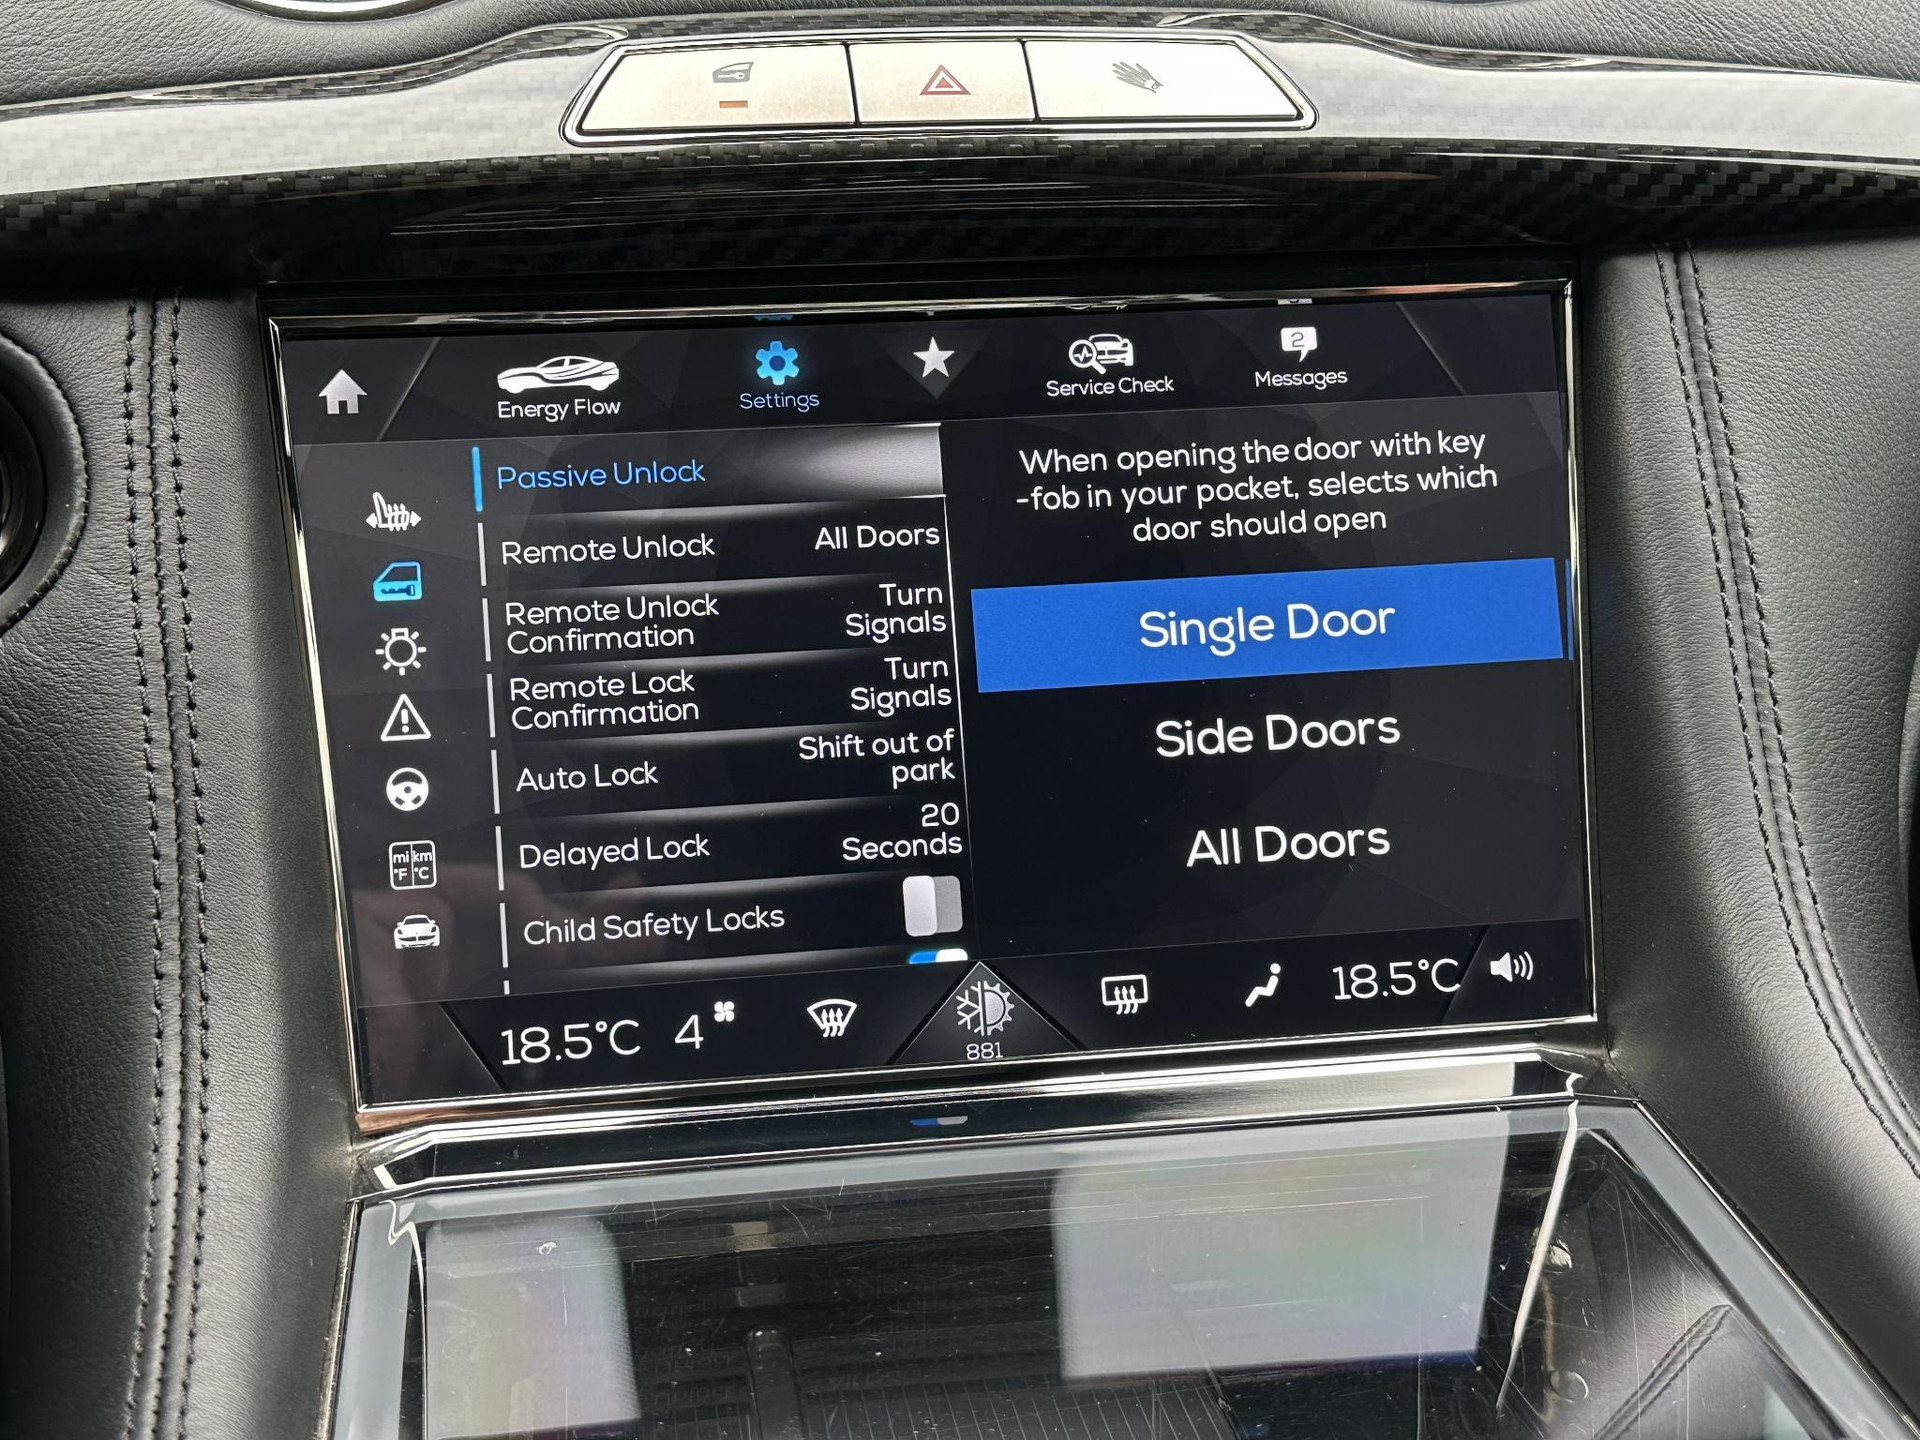 Energy Flow
Settings
Service Check
2
Messages
Passive Unlock
Remote Unlock
All Doors
Remote Unlock
Confirmation
Turn
Signals
Remote Lock
Confirmation
Turn
Signals
Auto Lock
Shift out of
park
Delayed Lock
20
Seconds
Child Safety Locks
When opening the door with key
-fob in your pocket, selects which
door should open
Single Door
Side Doors
All Doors
mi km
°F °C
18.5°C
4
881
18.5°C